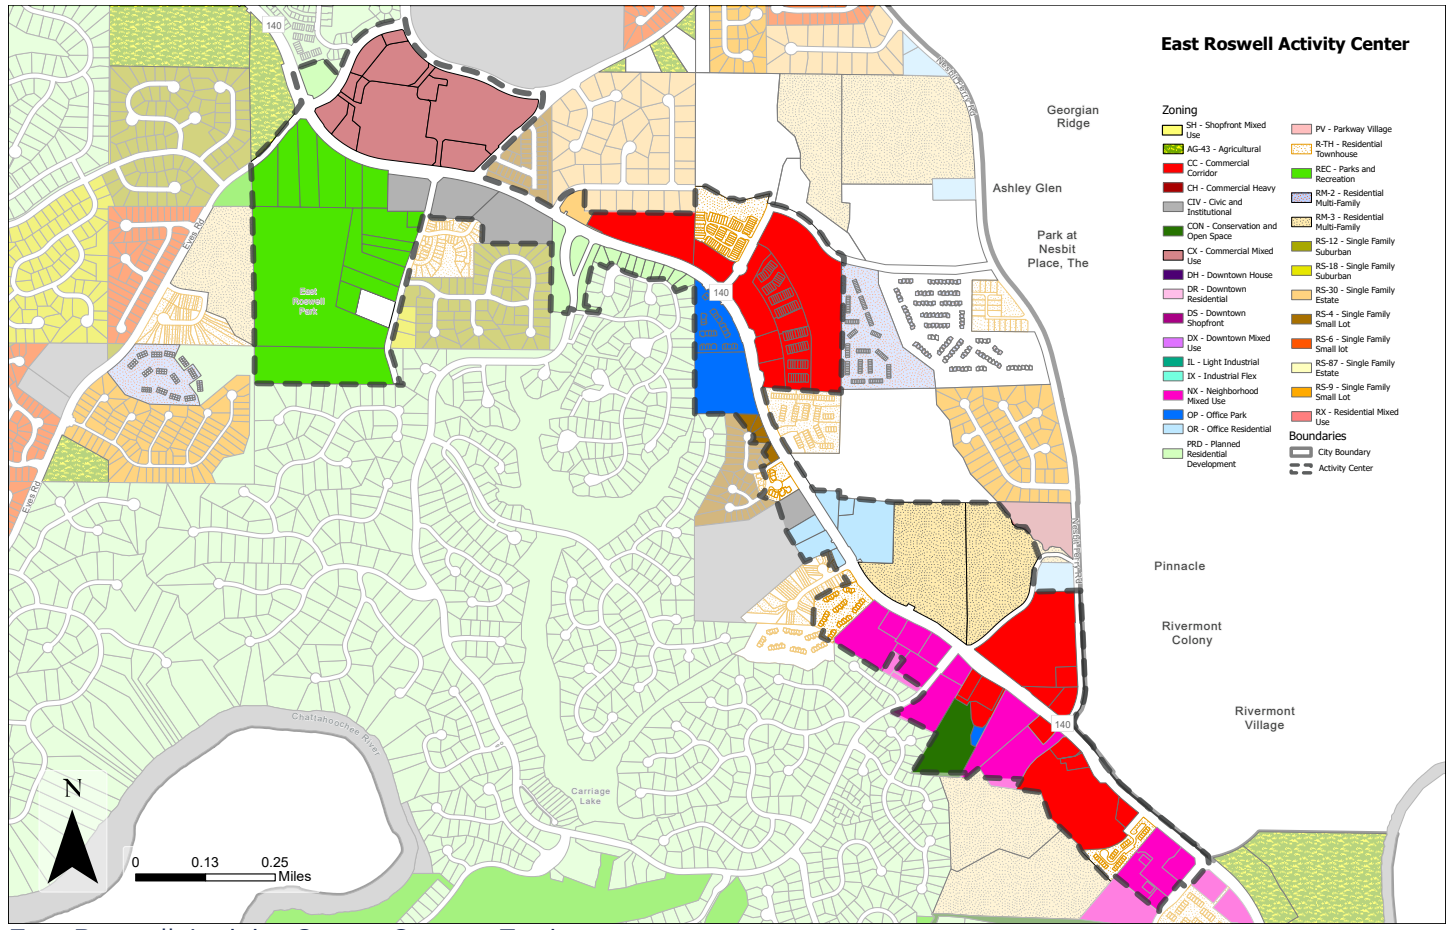 East Roswell Activity Center
140
Nesbit Ferry Rd
Georgian
Ridge
Ashley Glen
Park at
Nesbit
Place, The
Eves Rd
East
Roswell
Park
140
Eves Rd
Nesbit Ferry Rd
Pinnacle
Rivermont
Colony
Rivermont
Village
140
Chattahoochee River
Carriage
Lake
Zoning
SH - Shopfront Mixed
Use
AG-43 - Agricultural
CC - Commercial
Corridor
CH - Commercial Heavy
CIV - Civic and
Institutional
CON - Conservation and
Open Space
CX - Commercial Mixed
Use
DH - Downtown House
DR - Downtown
Residential
DS - Downtown
Shopfront
DX - Downtown Mixed
Use
IL - Light Industrial
IX - Industrial Flex
NX - Neighborhood
Mixed Use
OP - Office Park
OR - Office Residential
PRD - Planned
Residential
Development
PV - Parkway Village
R-TH - Residential
Townhouse
REC - Parks and
Recreation
RM-2 - Residential
Multi-Family
RM-3 - Residential
Multi-Family
RS-12 - Single Family
Suburban
RS-18 - Single Family
Suburban
RS-30 - Single Family
Estate
RS-4 - Single Family
Small Lot
RS-6 - Single Family
Small lot
RS-87 - Single Family
Estate
RS-9 - Single Family
Small Lot
RX - Residential Mixed
Use
Boundaries
City Boundary
Activity Center
N
0 0.13 0.25
Miles